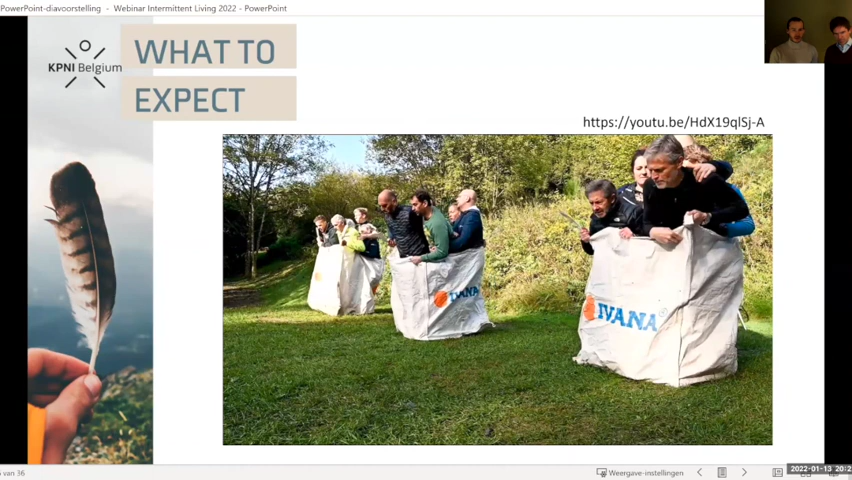 PowerPoint-diavoorstelling - Webinar Intermittent Living 2022 - PowerPoint
KPNI Belgium
WHAT TO
EXPECT
https://youtu.be/HdX19qlSj-A
IVANA
IVANA
van 36
Weergave-instellingen
2022-01-13